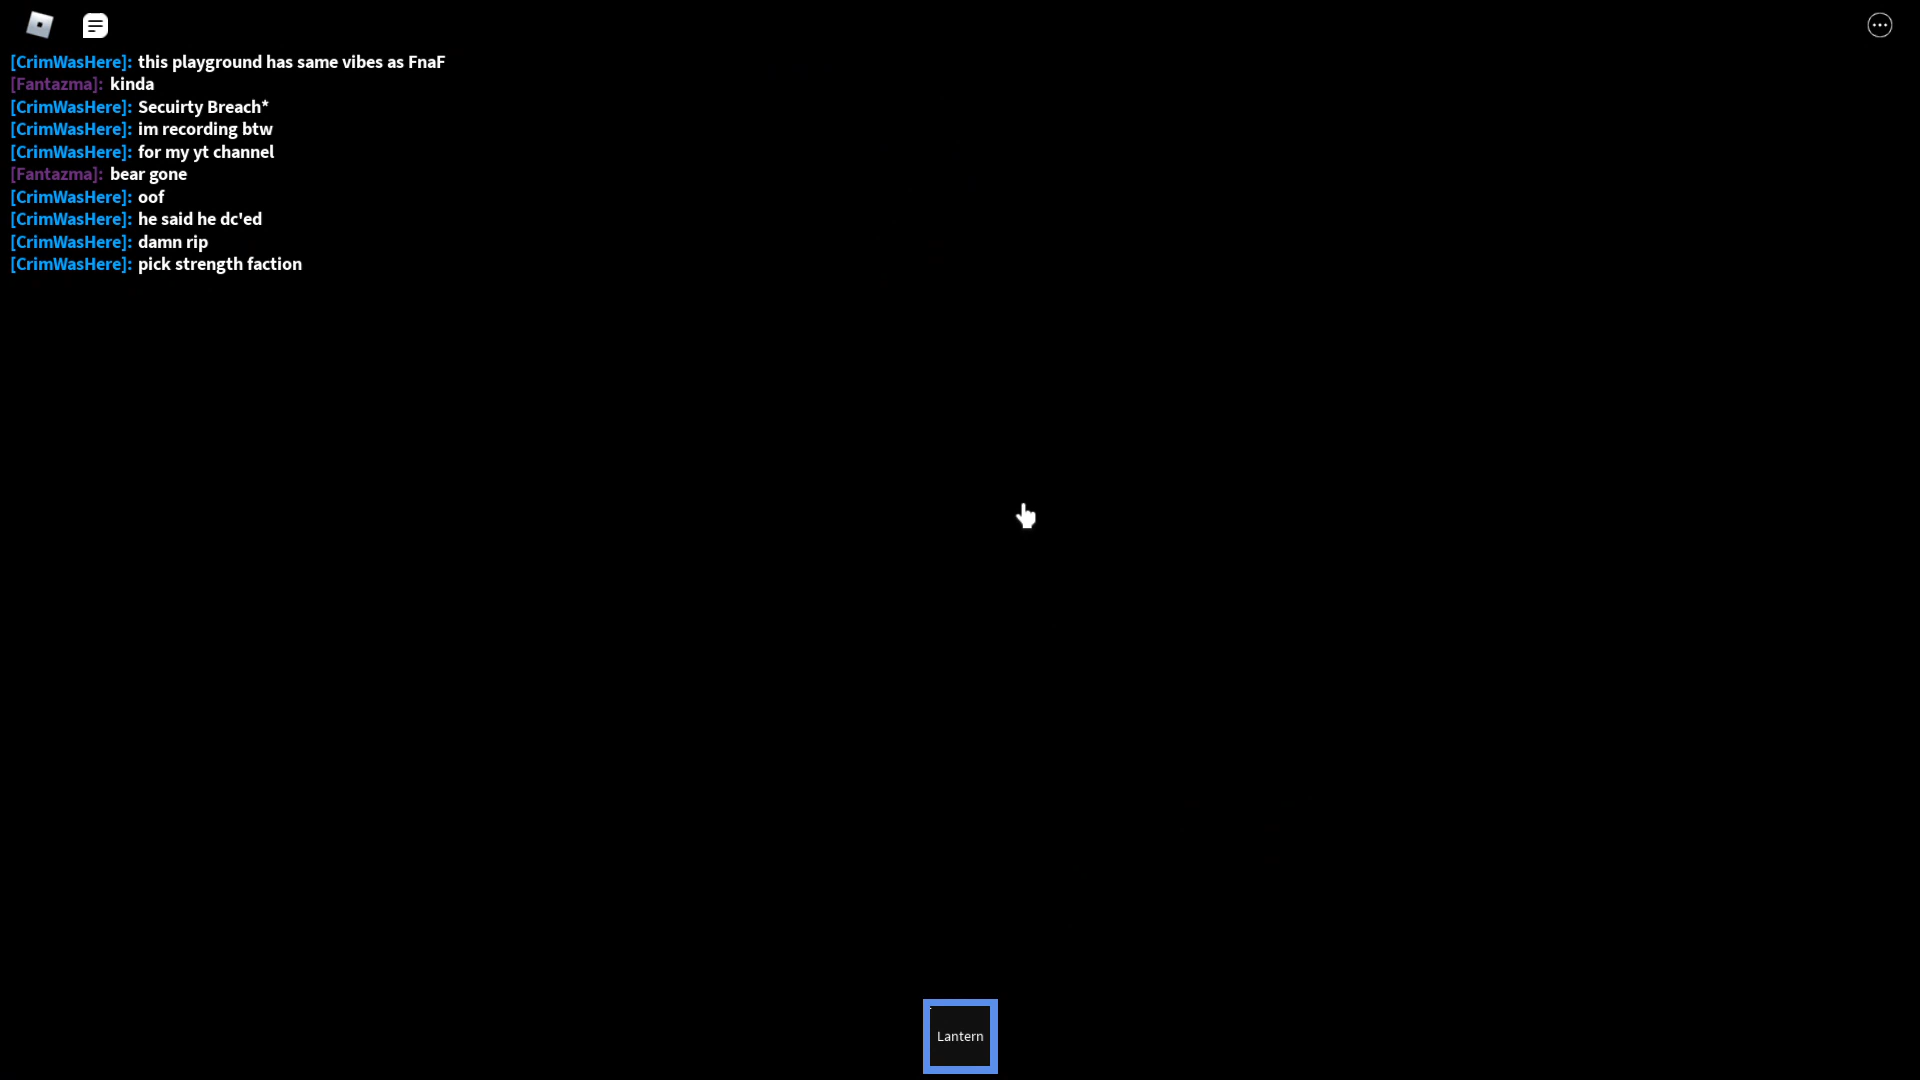 [CrimWasHere]: this playground has same vibes as FnaF
[Fantazma]: kinda
[CrimWasHere]: Secuirty Breach*
[CrimWasHere]: im recording btw
[CrimWasHere]: for my yt channel
[Fantazma]: bear gone
[CrimWasHere]: oof
[CrimWasHere]: he said he dc'ed
[CrimWasHere]: damn rip
[CrimWasHere]: pick strength faction
Lantern